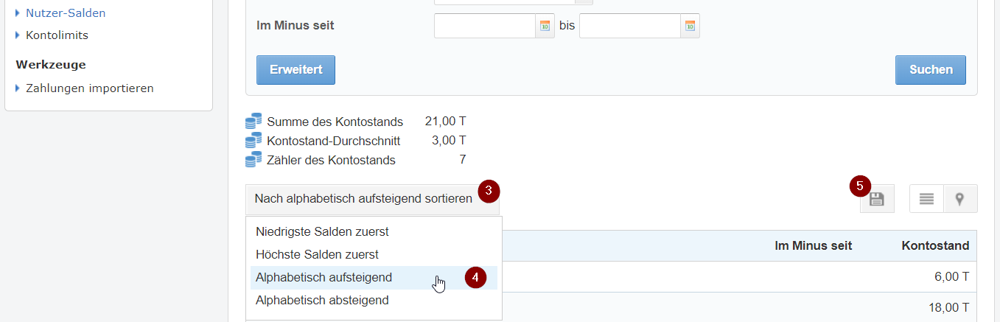 Nutzer-Salden
Kontolimits
Werkzeuge
Zahlungen importieren
Im Minus seit
10
bis
10
Erweitert
Suchen
Summe des Kontostands 21,00 T
Kontostand-Durchschnitt 3,00 T
Zähler des Kontostands 7
Nach alphabetisch aufsteigend sortieren
3
5
Niedrigste Salden zuerst
Höchste Salden zuerst
Alphabetisch aufsteigend
4
Alphabetisch absteigend
Im Minus seit Kontostand
6,00 T
18,00 T